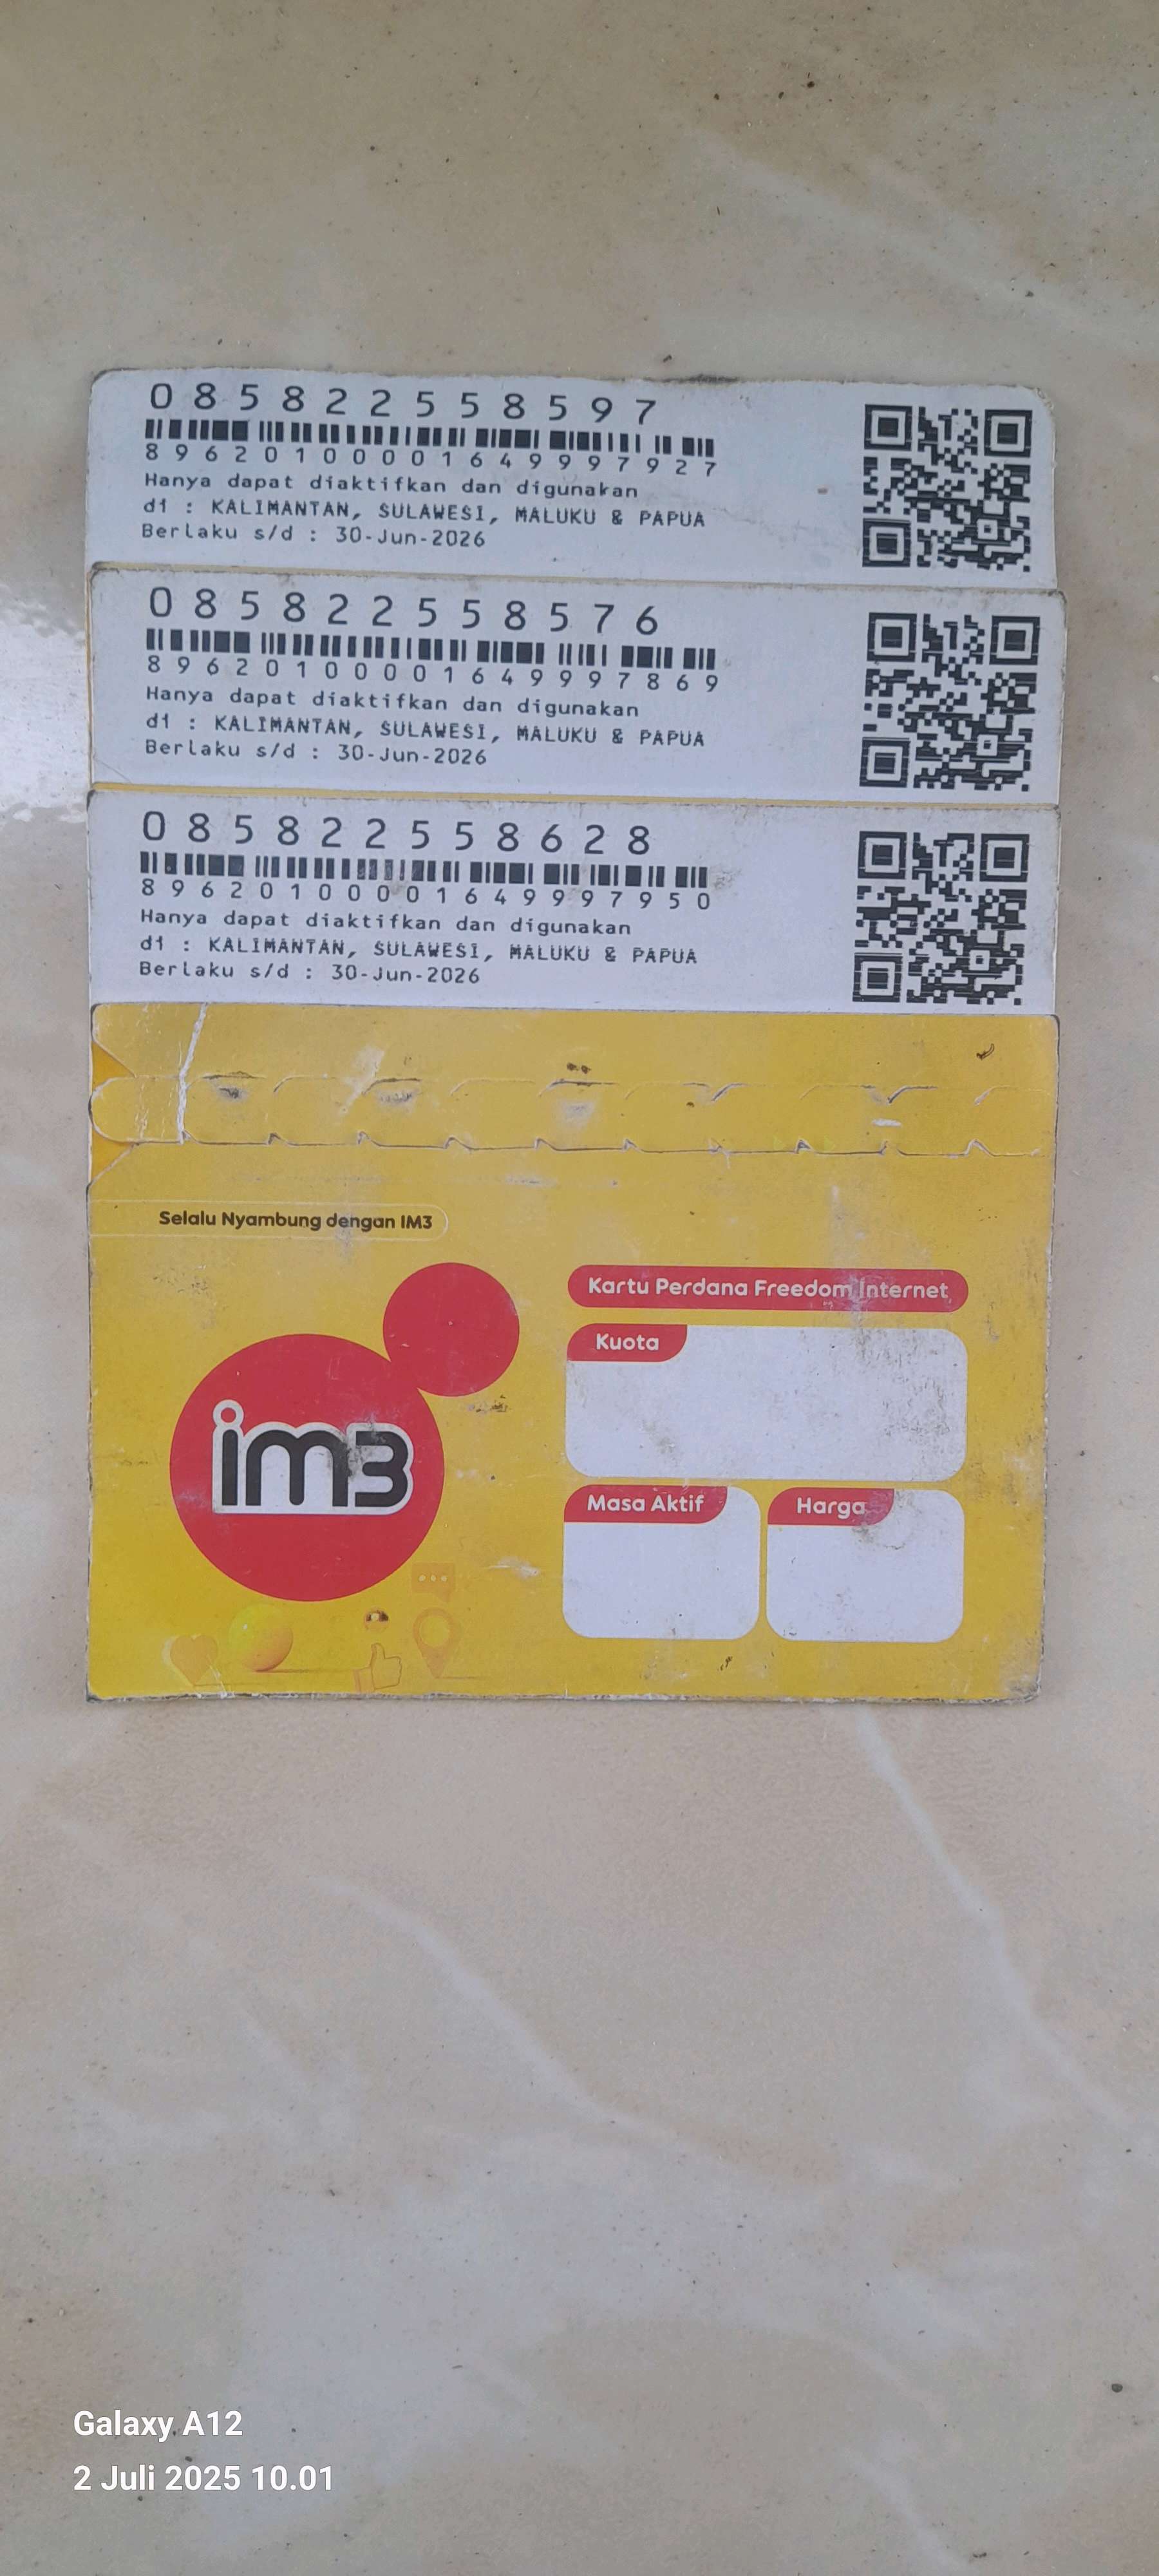 085822558597
8962010000164999 7927
Hanya dapat diaktifkan dan digunakan
di : KALIMANTAN, SULAWESI, MALUKU & PAPUA
Berlaku s/d : 30-Jun-2026
085822558576
89620100001649997869
Hanya dapat diaktifkan dan digunakan
di : KALIMANTAN, SULAWESI, MALUKU & PAPUA
Berlaku s/d : 30-Jun-2026
085822558628
89620100001649997950
Hanya dapat diaktifkan dan digunakan
di : KALIMANTAN, SULAWESI, MALUKU & PAPUA
Berlaku s/d : 30-Jun-2026
Selalu Nyambung dengan IM3
Kartu Perdana Freedom Internet
Kuota
im3
Masa Aktif
Harga
Galaxy A12
2 Juli 2025 10.01